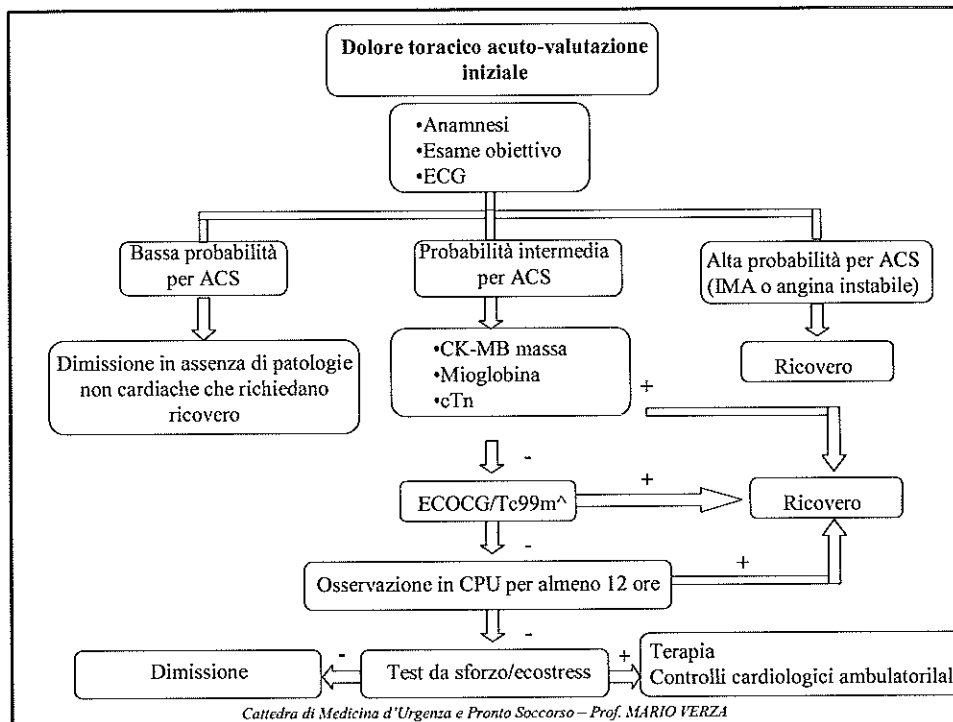 Dolore toracico acuto-valutazione
iniziale
•Anamnesi
•Esame obiettivo
•ECG
Bassa probabilità
per ACS
Probabilità intermedia
per ACS
Alta probabilità per ACS
(IMA o angina instabile)
Dimissione in assenza di patologie
non cardiache che richiedano
ricovero
•CK-MB massa
•Mioglobina
•cTn
+
Ricovero
-
ECOCG/Tc99m^
+
Ricovero
-
+
Osservazione in CPU per almeno 12 ore
-
Dimissione
-
Test da sforzo/ecostress
+
Terapia
Controlli cardiologici ambulatorilal
Cattedra di Medicina d'Urgenza e Pronto Soccorso – Prof. MARIO VERZA